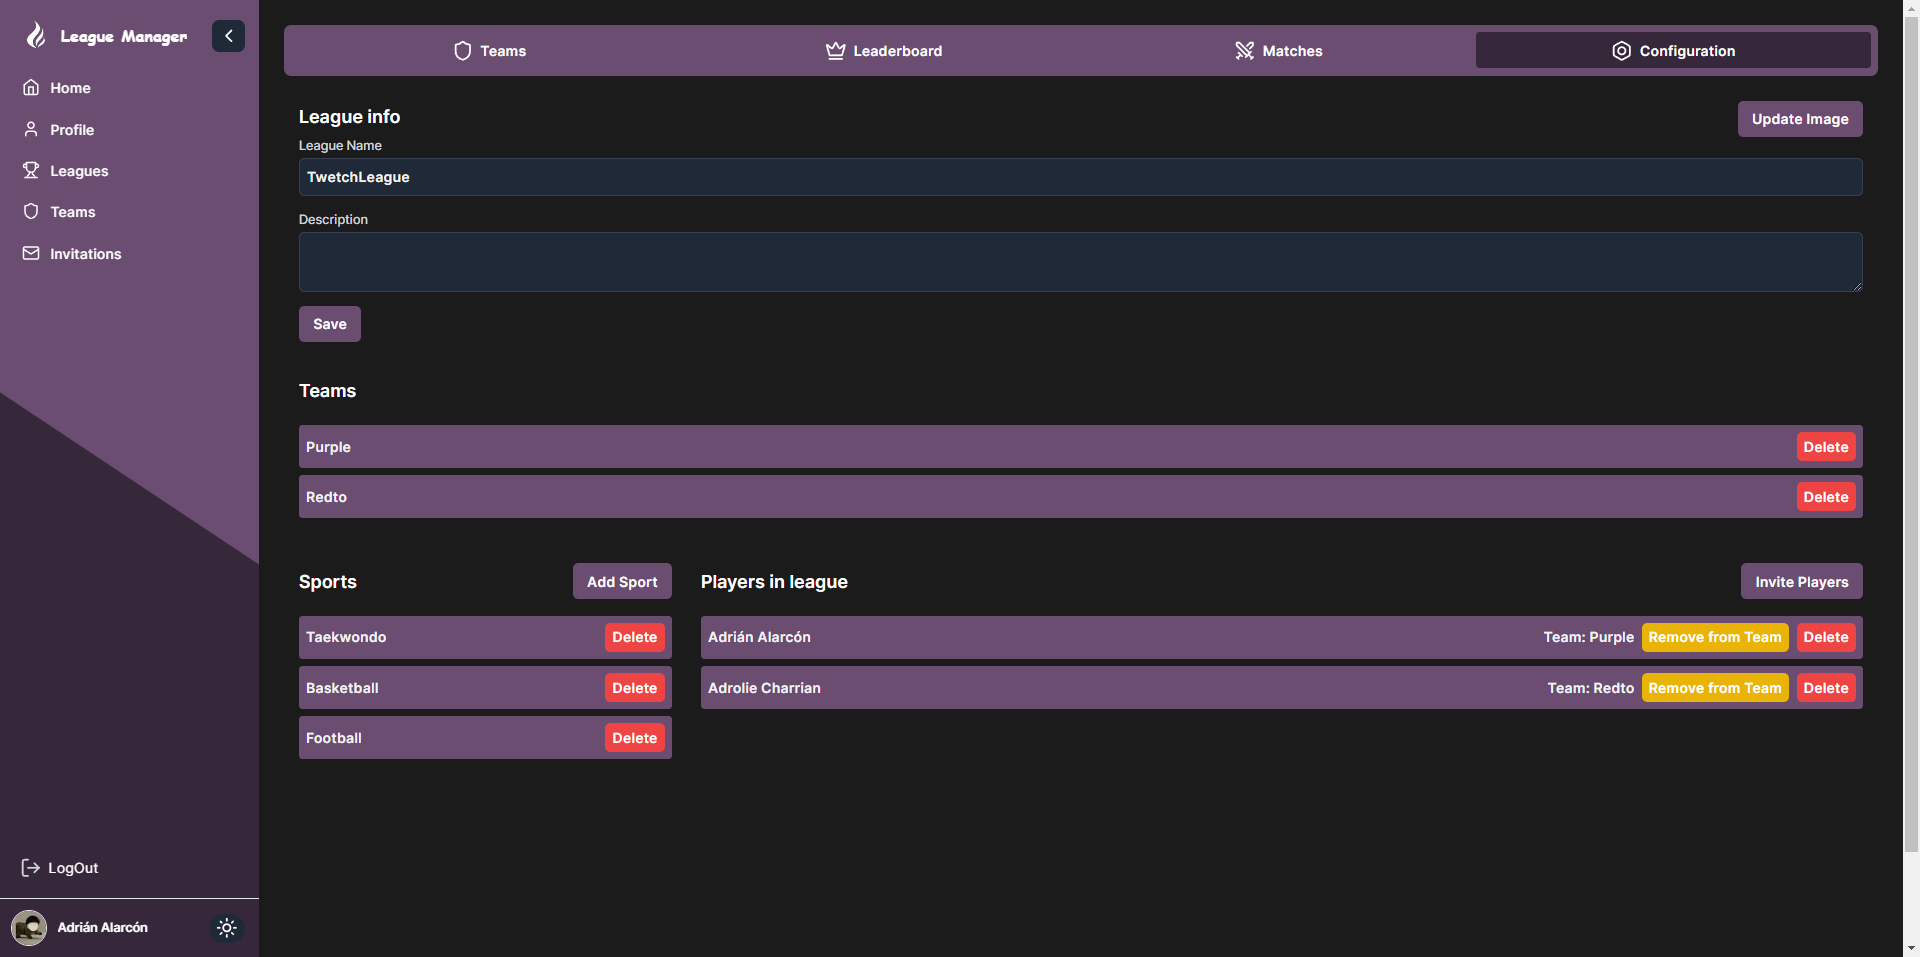 League Manager
Home
Profile
Leagues
Teams
Invitations
LogOut
Adrián Alarcón
Teams Leaderboard Matches Configuration
League info Update Image
League Name
TwetchLeague
Description
Save
Teams
Purple Delete
Redto Delete
Sports Add Sport
Taekwondo Delete
Basketball Delete
Football Delete
Players in league Invite Players
Adrián Alarcón Team: Purple Remove from Team Delete
Adrolie Charrian Team: Redto Remove from Team Delete